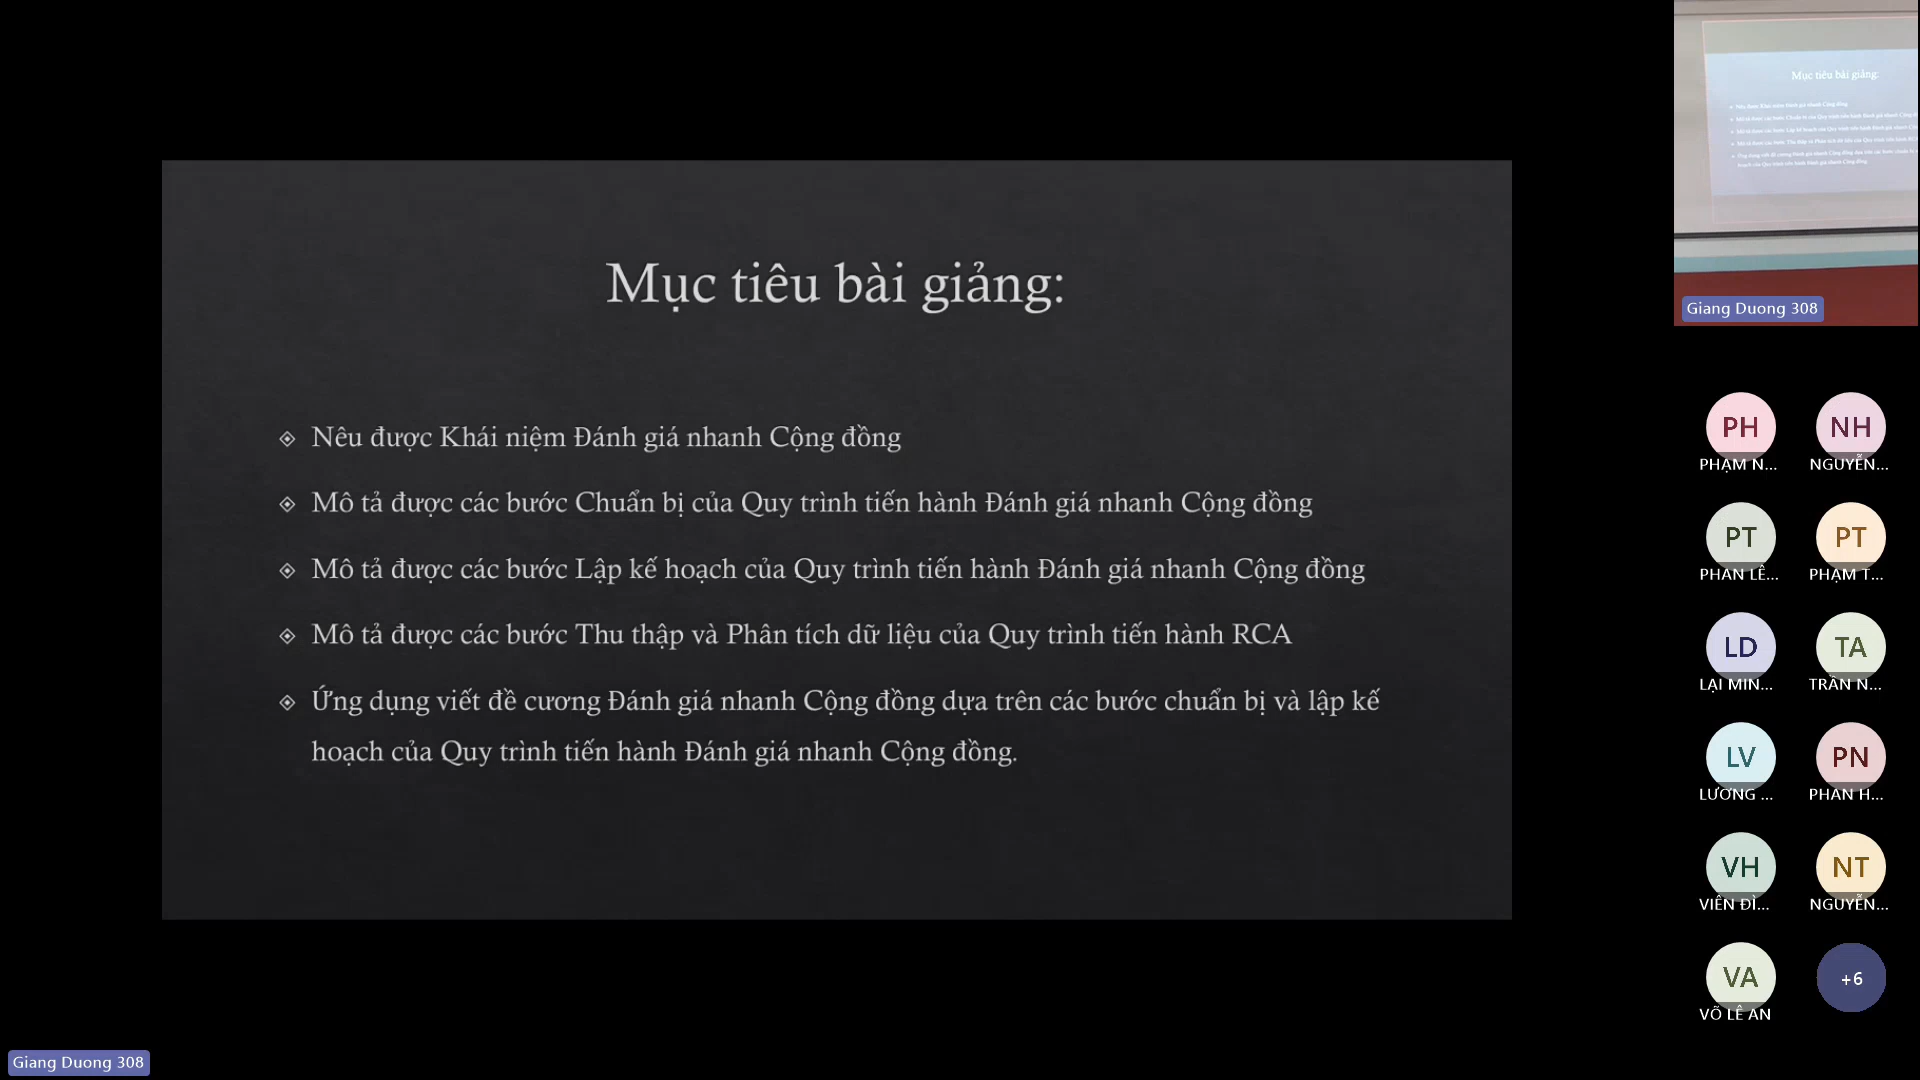 Mục tiêu bài giảng:
Nêu được Khái niệm Đánh giá nhanh Cộng đồng
Mô tả được các bước Chuẩn bị của Quy trình tiến hành Đánh giá nhanh Cộng đồng
Mô tả được các bước Lập kế hoạch của Quy trình tiến hành Đánh giá nhanh Cộng đồng
Mô tả được các bước Thu thập và Phân tích dữ liệu của Quy trình tiến hành RCA
Ứng dụng viết đề cương Đánh giá nhanh Cộng đồng dựa trên các bước chuẩn bị và lập kế
hoạch của Quy trình tiến hành Đánh giá nhanh Cộng đồng.
Giang Duong 308
Mục tiêu bài giảng:
Giang Duong 308
PH NH
PHẠM N... NGUYỄN...
PT PT
PHAN LÊ... PHẠM T...
LD TA
LẠI MIN... TRẦN N...
LV PN
LƯƠNG ... PHAN H...
VH NT
VIÊN ĐÌ... NGUYỄN...
VA +6
VÕ LÊ AN